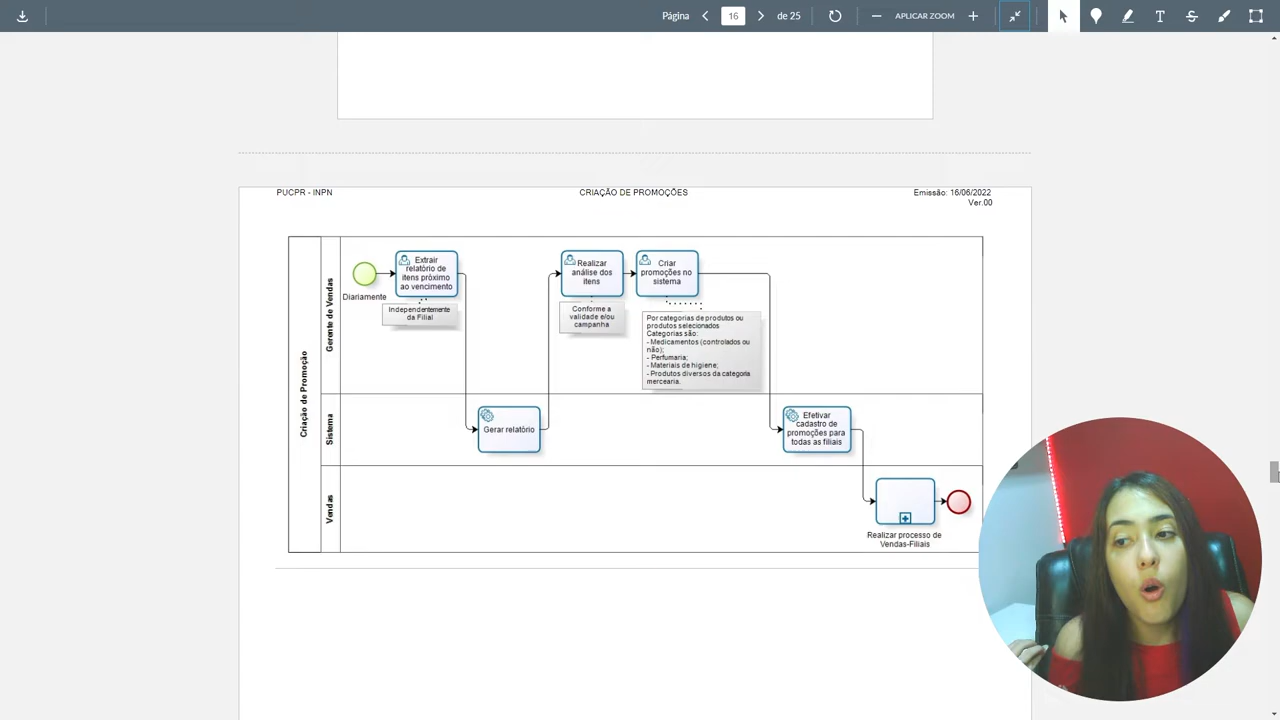 Página
16
de 25
APLICAR ZOOM
PUCPR - INPN
CRIAÇÃO DE PROMOÇÕES
Emissão: 16/06/2022
Ver.00
Criação de Promoção
Gerente de Vendas
Diariamente
Extrair
relatório de
itens próximo
ao vencimento
Independentemente
da Filial
Realizar
análise dos
itens
Conforme a
validade e/ou
campanha
Criar
promoções no
sistema
Por categorias de produtos ou
produtos selecionados
Categorias são:
- Medicamentos (controlados ou
não);
- Perfumaria;
- Materiais de higiene;
- Produtos diversos da categoria
mercearia.
Sistema
Gerar relatório
Efetivar
cadastro de
promoções para
todas as filiais
Vendas
Realizar processo de
Vendas-Filiais